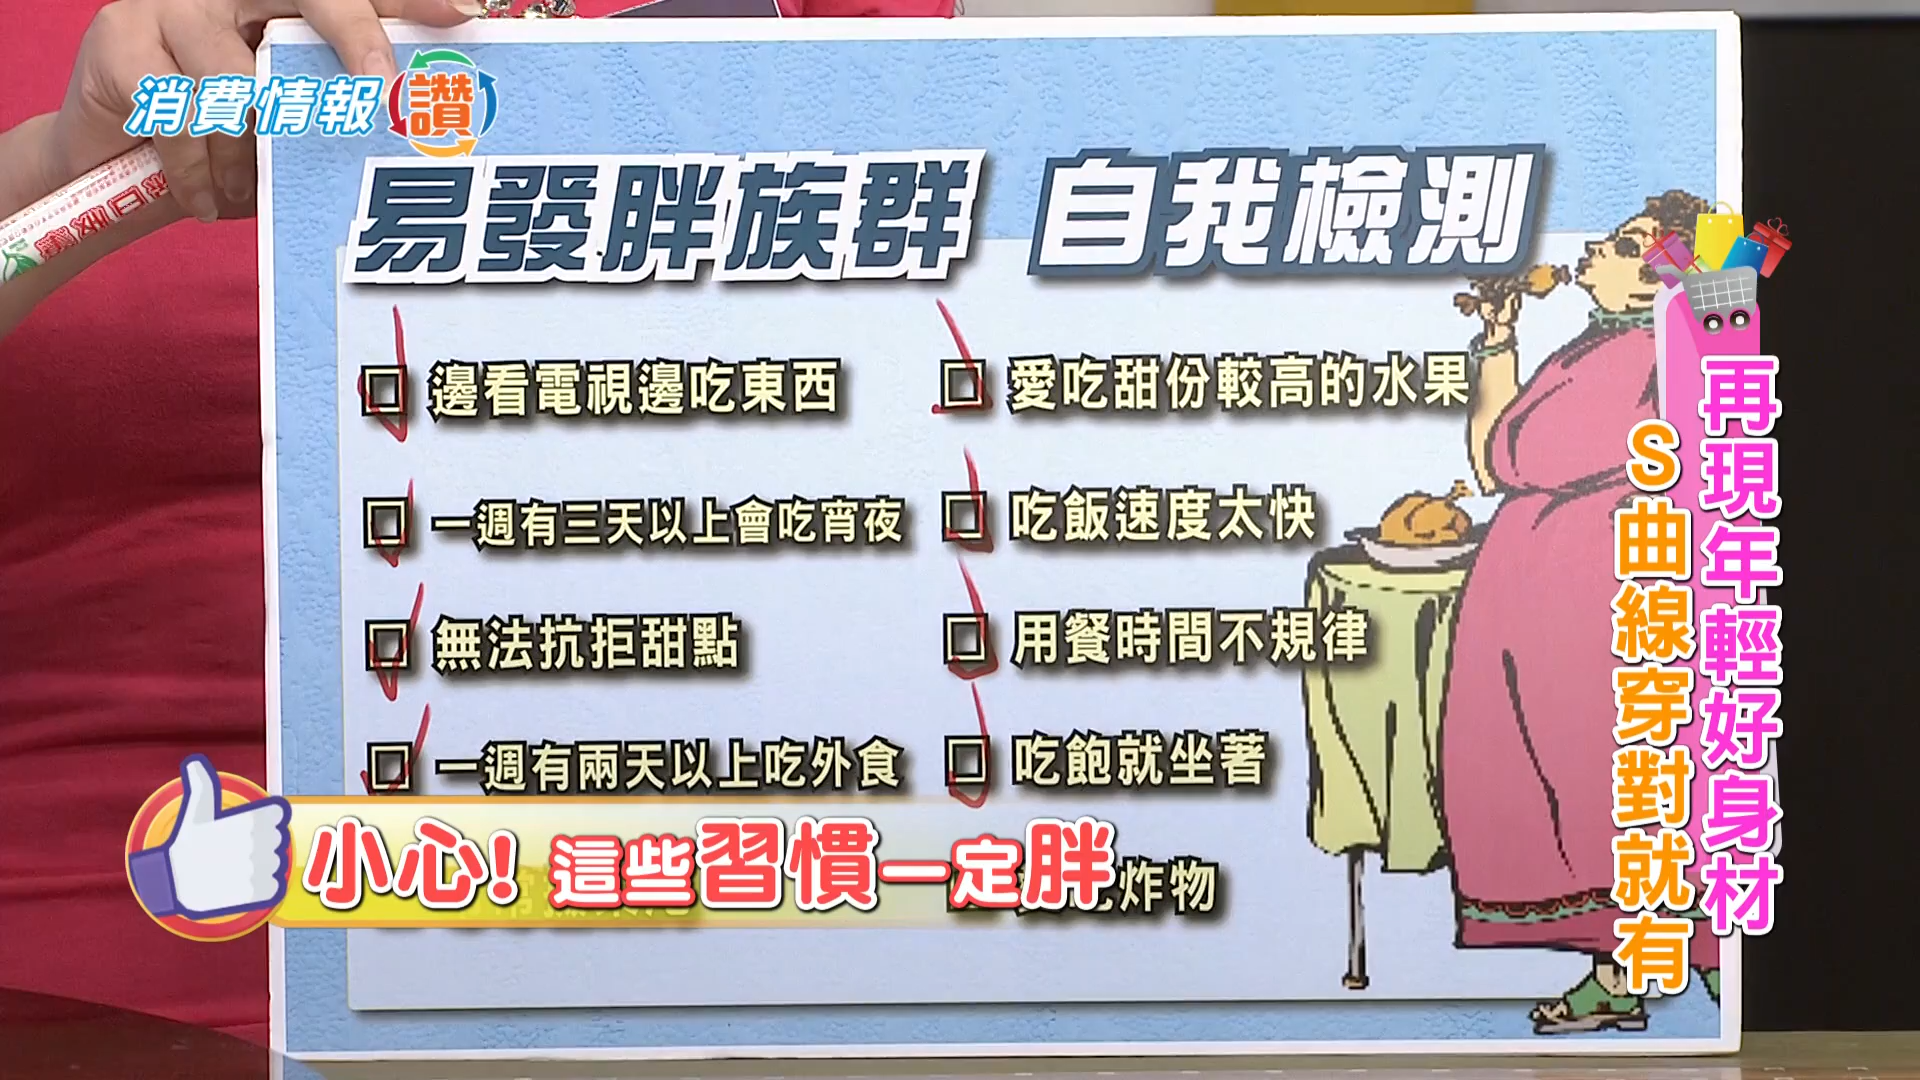 消費情報讚
易發胖族群 自我檢測
邊看電視邊吃東西
一週有三天以上會吃宵夜
無法抗拒甜點
一週有兩天以上吃外食
愛吃甜份較高的水果
吃飯速度太快
用餐時間不規律
吃飽就坐著
炸物
小心!這些習慣一定胖
再現年輕好身材
S曲線穿對就有